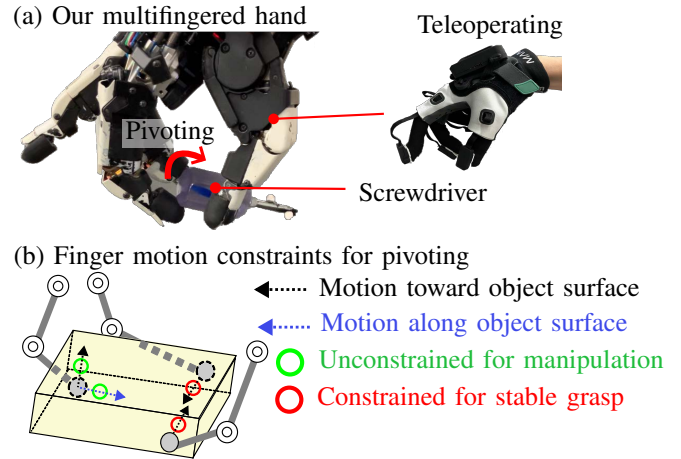 (a) Our multifingered hand
Teleoperating
Pivoting
Screwdriver
(b) Finger motion constraints for pivoting
Motion toward object surface
Motion along object surface
Unconstrained for manipulation
Constrained for stable grasp